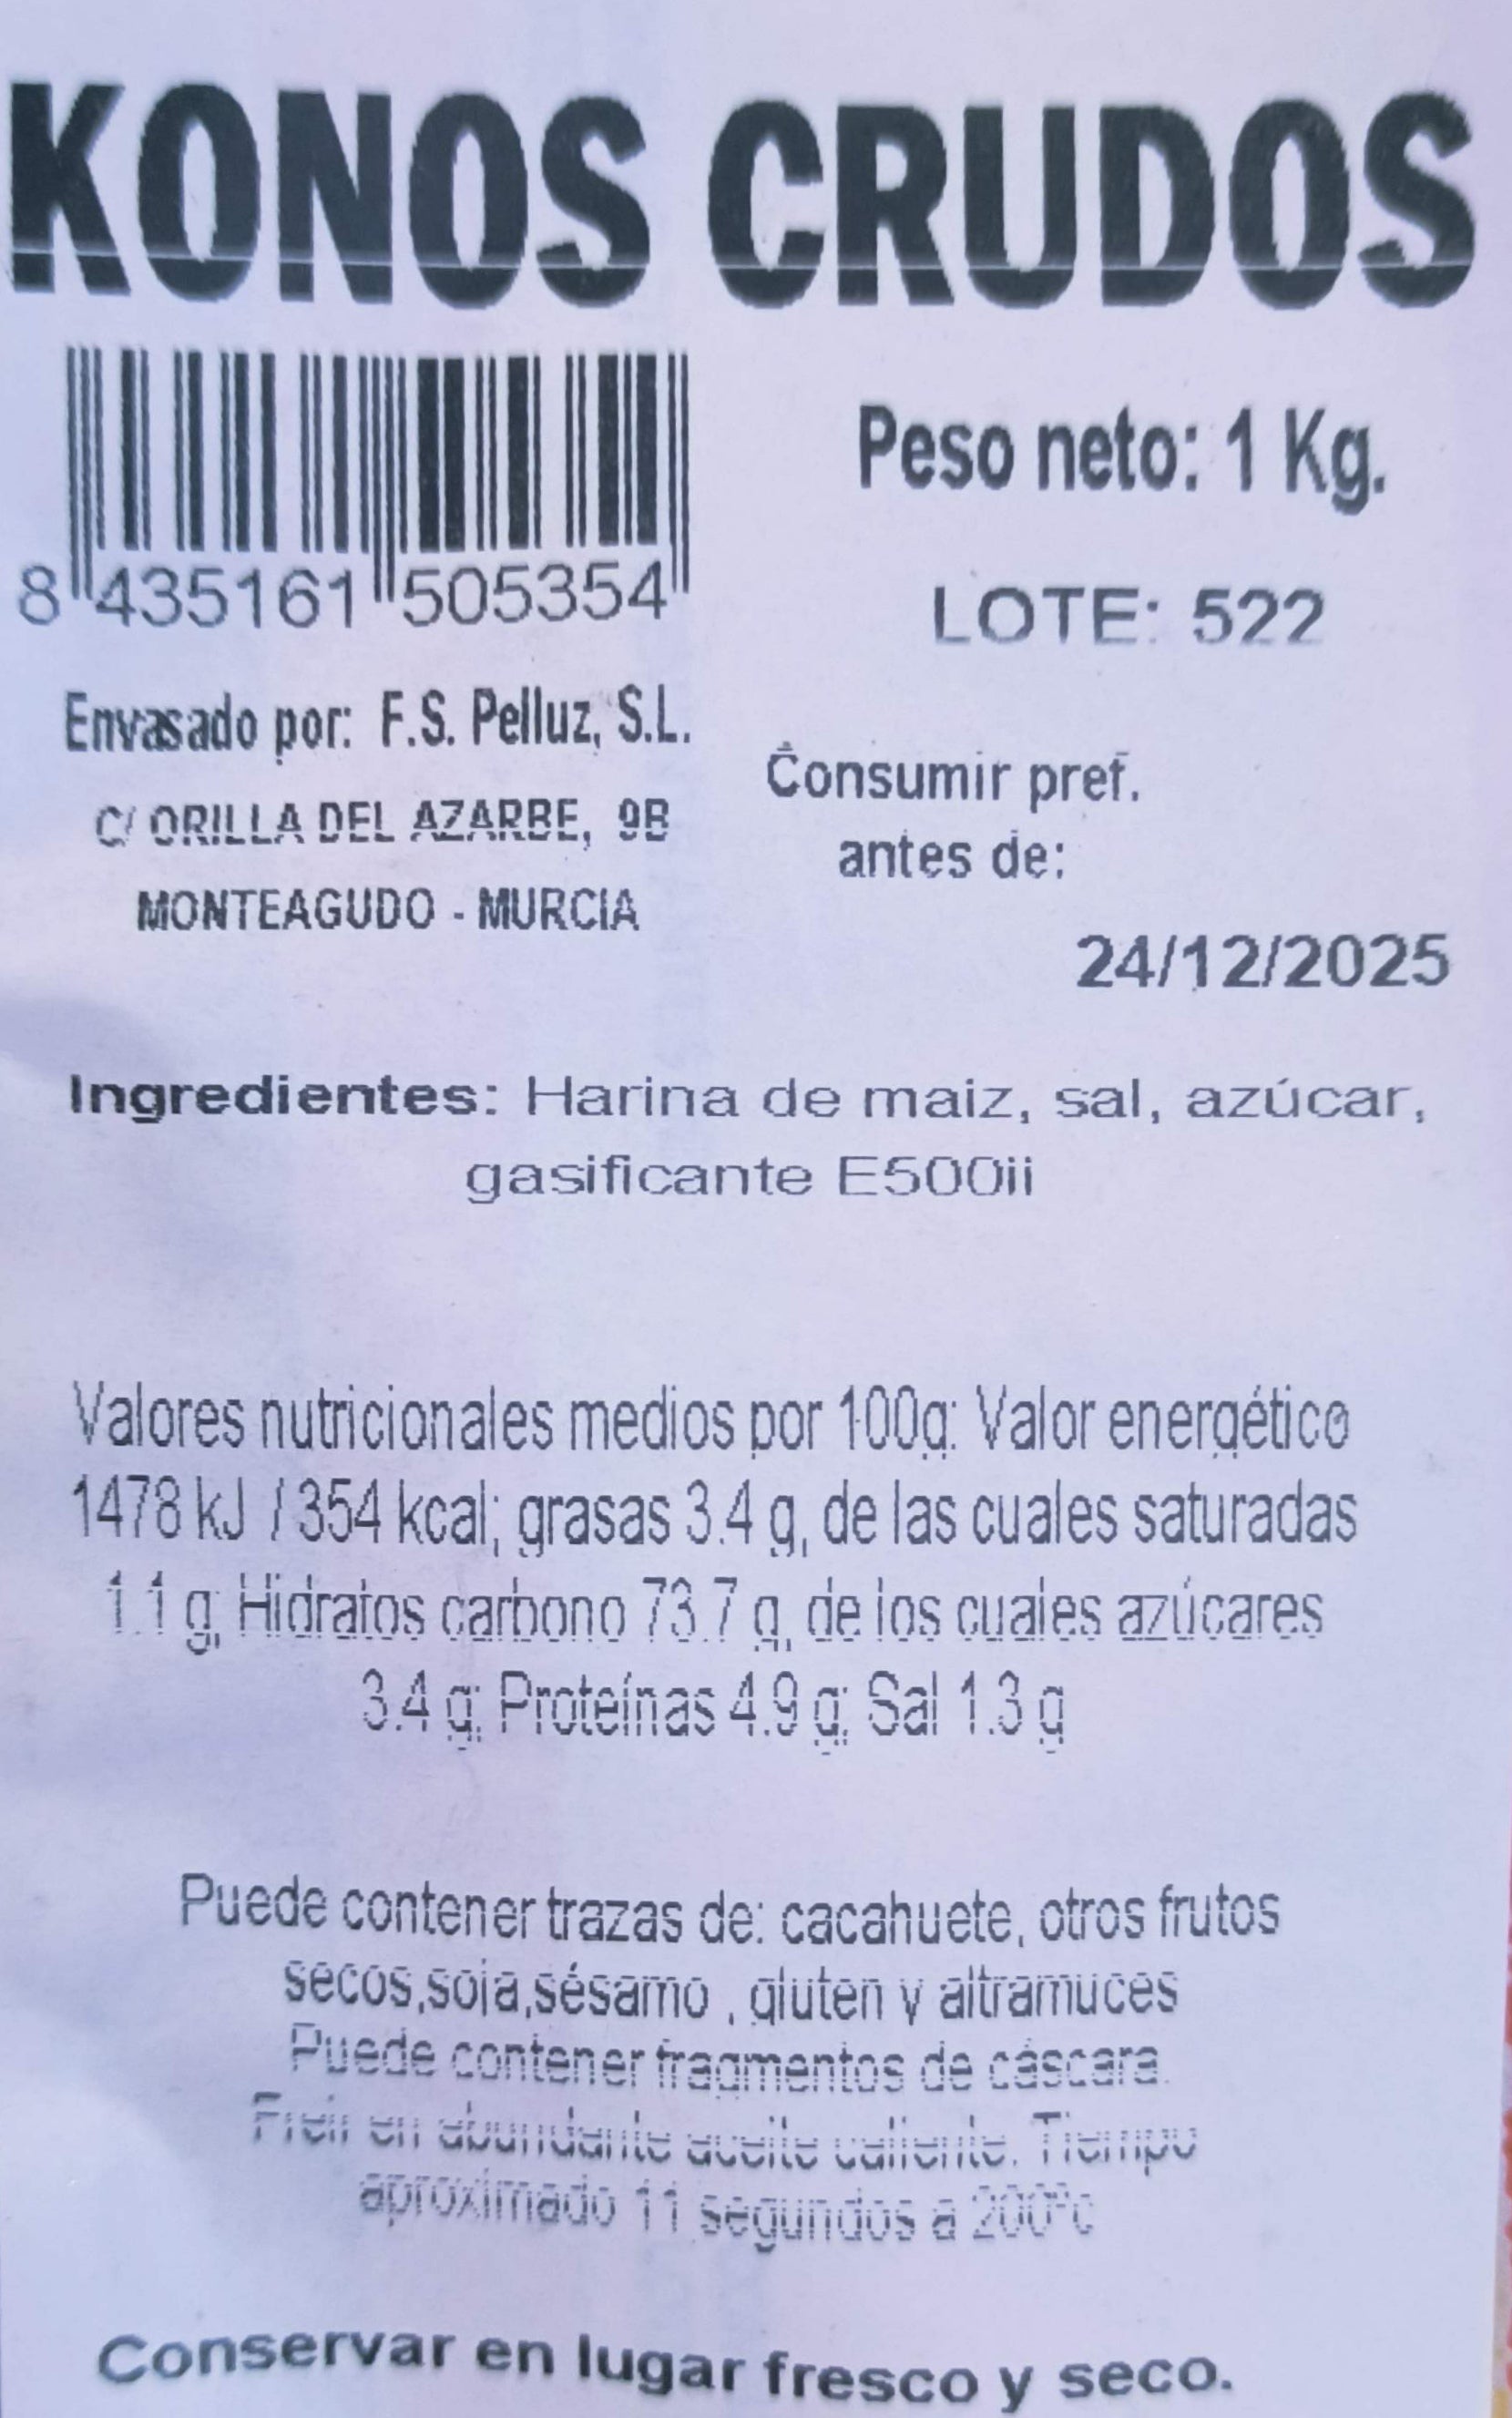 KONOS CRUDOS
8 435161 505354
Peso neto: 1 Kg.
LOTE: 522
Envasado por: F.S. Pelluz, S.L.
C/ ORILLA DEL AZARBE, 9B
MONTEAGUDO - MURCIA
Consumir pref.
antes de:
24/12/2025
Ingredientes: Harina de maiz, sal, azúcar,
gasificante E500ii
Valores nutricionales medios por 100g: Valor energético
1478 kJ / 354 kcal; grasas 3.4 g, de las cuales saturadas
1.1 g; Hidratos carbono 73.7 g, de los cuales azúcares
3.4 g; Proteínas 4.9 g; Sal 1.3 g
Puede contener trazas de: cacahuete, otros frutos
secos,soja,sésamo , gluten y altramuces
Puede contener fragmentos de cáscara.
Freir en abundante aceite caliente. Tiempo
aproximado 11 segundos a 200ºc
Conservar en lugar fresco y seco.